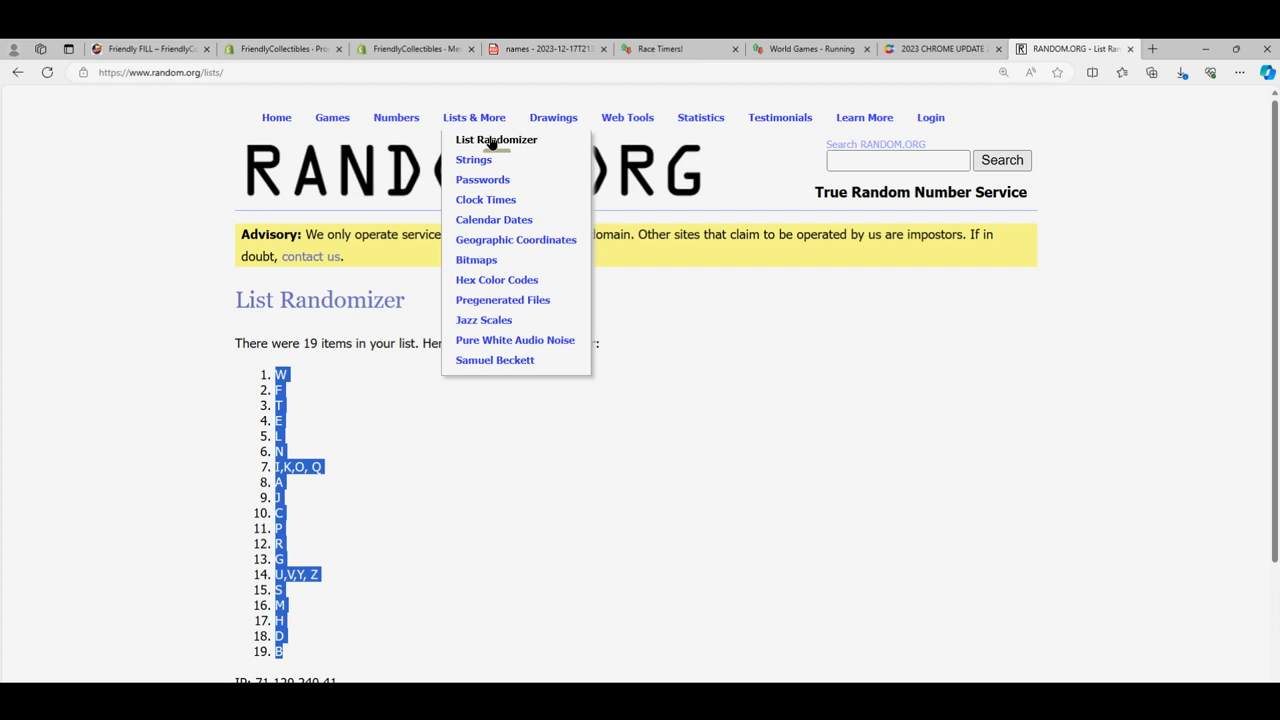 Friendly FILL – FriendlyC
FriendlyCollectibles · Pro
FriendlyCollectibles · Me
names - 2023-12-17T213
Race Timers!
World Games - Running
2023 CHROME UPDATE
RANDOM.ORG - List Ra
https://www.random.org/lists/
Home Games Numbers Lists & More Drawings Web Tools Statistics Testimonials Learn More Login
List Randomizer
Strings
Passwords
Clock Times
Calendar Dates
Geographic Coordinates
Bitmaps
Hex Color Codes
Pregenerated Files
Jazz Scales
Pure White Audio Noise
Samuel Beckett
Search RANDOM.ORG
Search
True Random Number Service
Advisory: We only operate service omain. Other sites that claim to be operated by us are impostors. If in
doubt, contact us.
List Randomizer
There were 19 items in your list. Her r:
1. W
2. F
3. T
4. E
5. L
6. N
7. I,K,O, Q
8. A
9. J
10. C
11. P
12. R
13. G
14. U,V,Y, Z
15. S
16. M
17. H
18. D
19. B